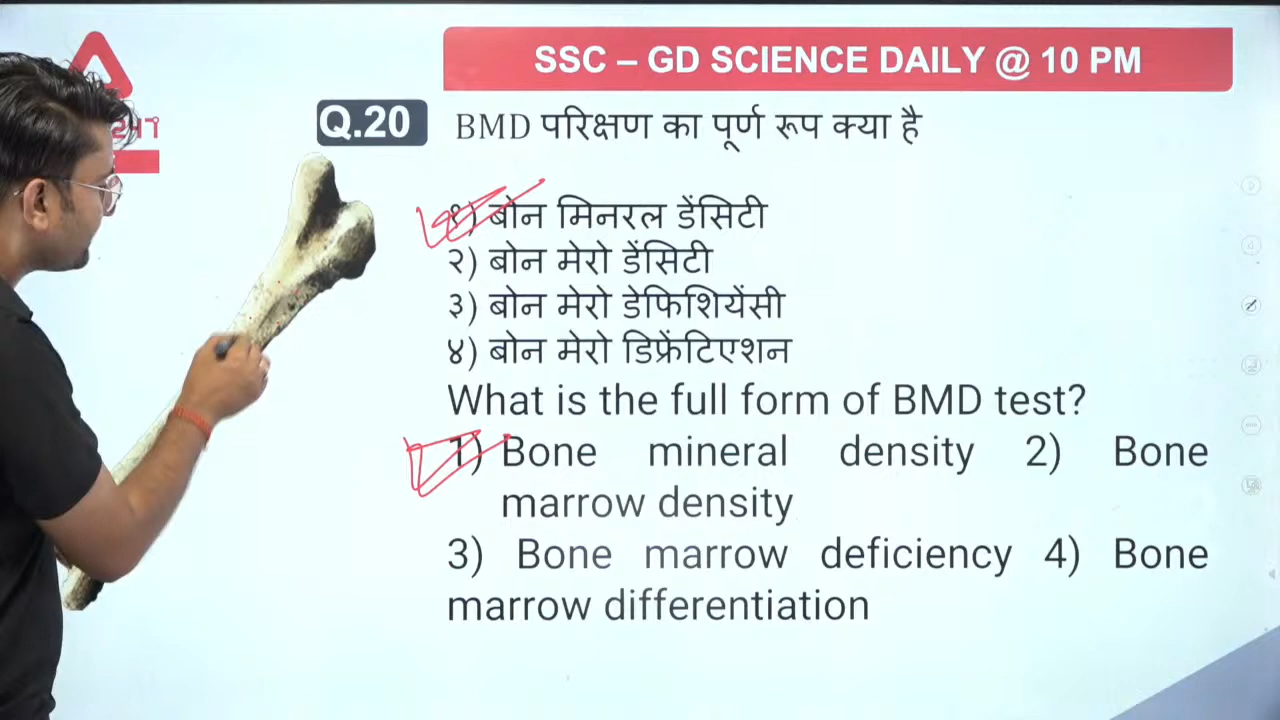 SSC – GD SCIENCE DAILY @ 10 PM
Q.20 BMD परिक्षण का पूर्ण रूप क्या है
१) बोन मिनरल डेंसिटी
२) बोन मेरो डेंसिटी
३) बोन मेरो डेफिशियेंसी
४) बोन मेरो डिफ्रेंटिएशन
What is the full form of BMD test?
1) Bone mineral density 2) Bone
marrow density
3) Bone marrow deficiency 4) Bone
marrow differentiation